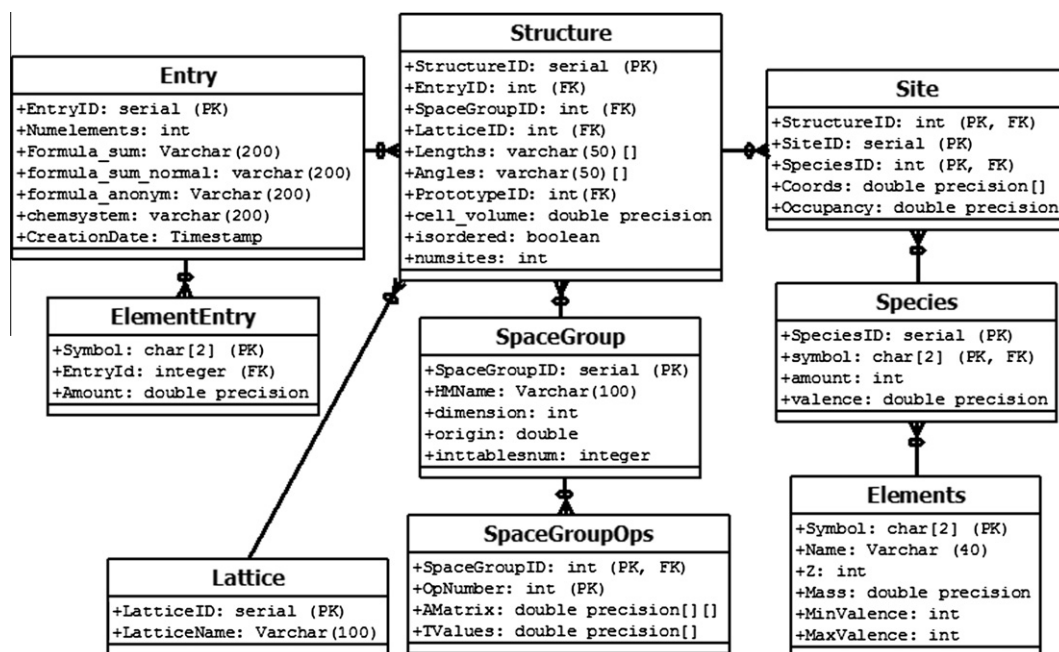 Entry
+EntryID: serial (PK)
+Numelements: int
+Formula_sum: Varchar(200)
+formula_sum_normal: varchar(200)
+formula_anonym: Varchar(200)
+chemsystem: varchar(200)
+CreationDate: Timestamp
ElementEntry
+Symbol: char[2] (PK)
+EntryId: integer (FK)
+Amount: double precision
Lattice
+LatticeID: serial (PK)
+LatticeName: Varchar(100)
Structure
+StructureID: serial (PK)
+EntryID: int (FK)
+SpaceGroupID: int (FK)
+LatticeID: int (FK)
+Lengths: varchar(50)[]
+Angles: varchar(50)[]
+PrototypeID: int(FK)
+cell_volume: double precision
+isordered: boolean
+numsites: int
SpaceGroup
+SpaceGroupID: serial (PK)
+HMName: Varchar(100)
+dimension: int
+origin: double
+inttablesnum: integer
SpaceGroupOps
+SpaceGroupID: int (PK, FK)
+OpNumber: int (PK)
+AMatrix: double precision[][]
+TValues: double precision[]
Site
+StructureID: int (PK, FK)
+SiteID: serial (PK)
+SpeciesID: int (PK, FK)
+Coords: double precision[]
+Occupancy: double precision
Species
+SpeciesID: serial (PK)
+symbol: char[2] (PK, FK)
+amount: int
+valence: double precision
Elements
+Symbol: char[2] (PK)
+Name: Varchar (40)
+Z: int
+Mass: double precision
+MinValence: int
+MaxValence: int